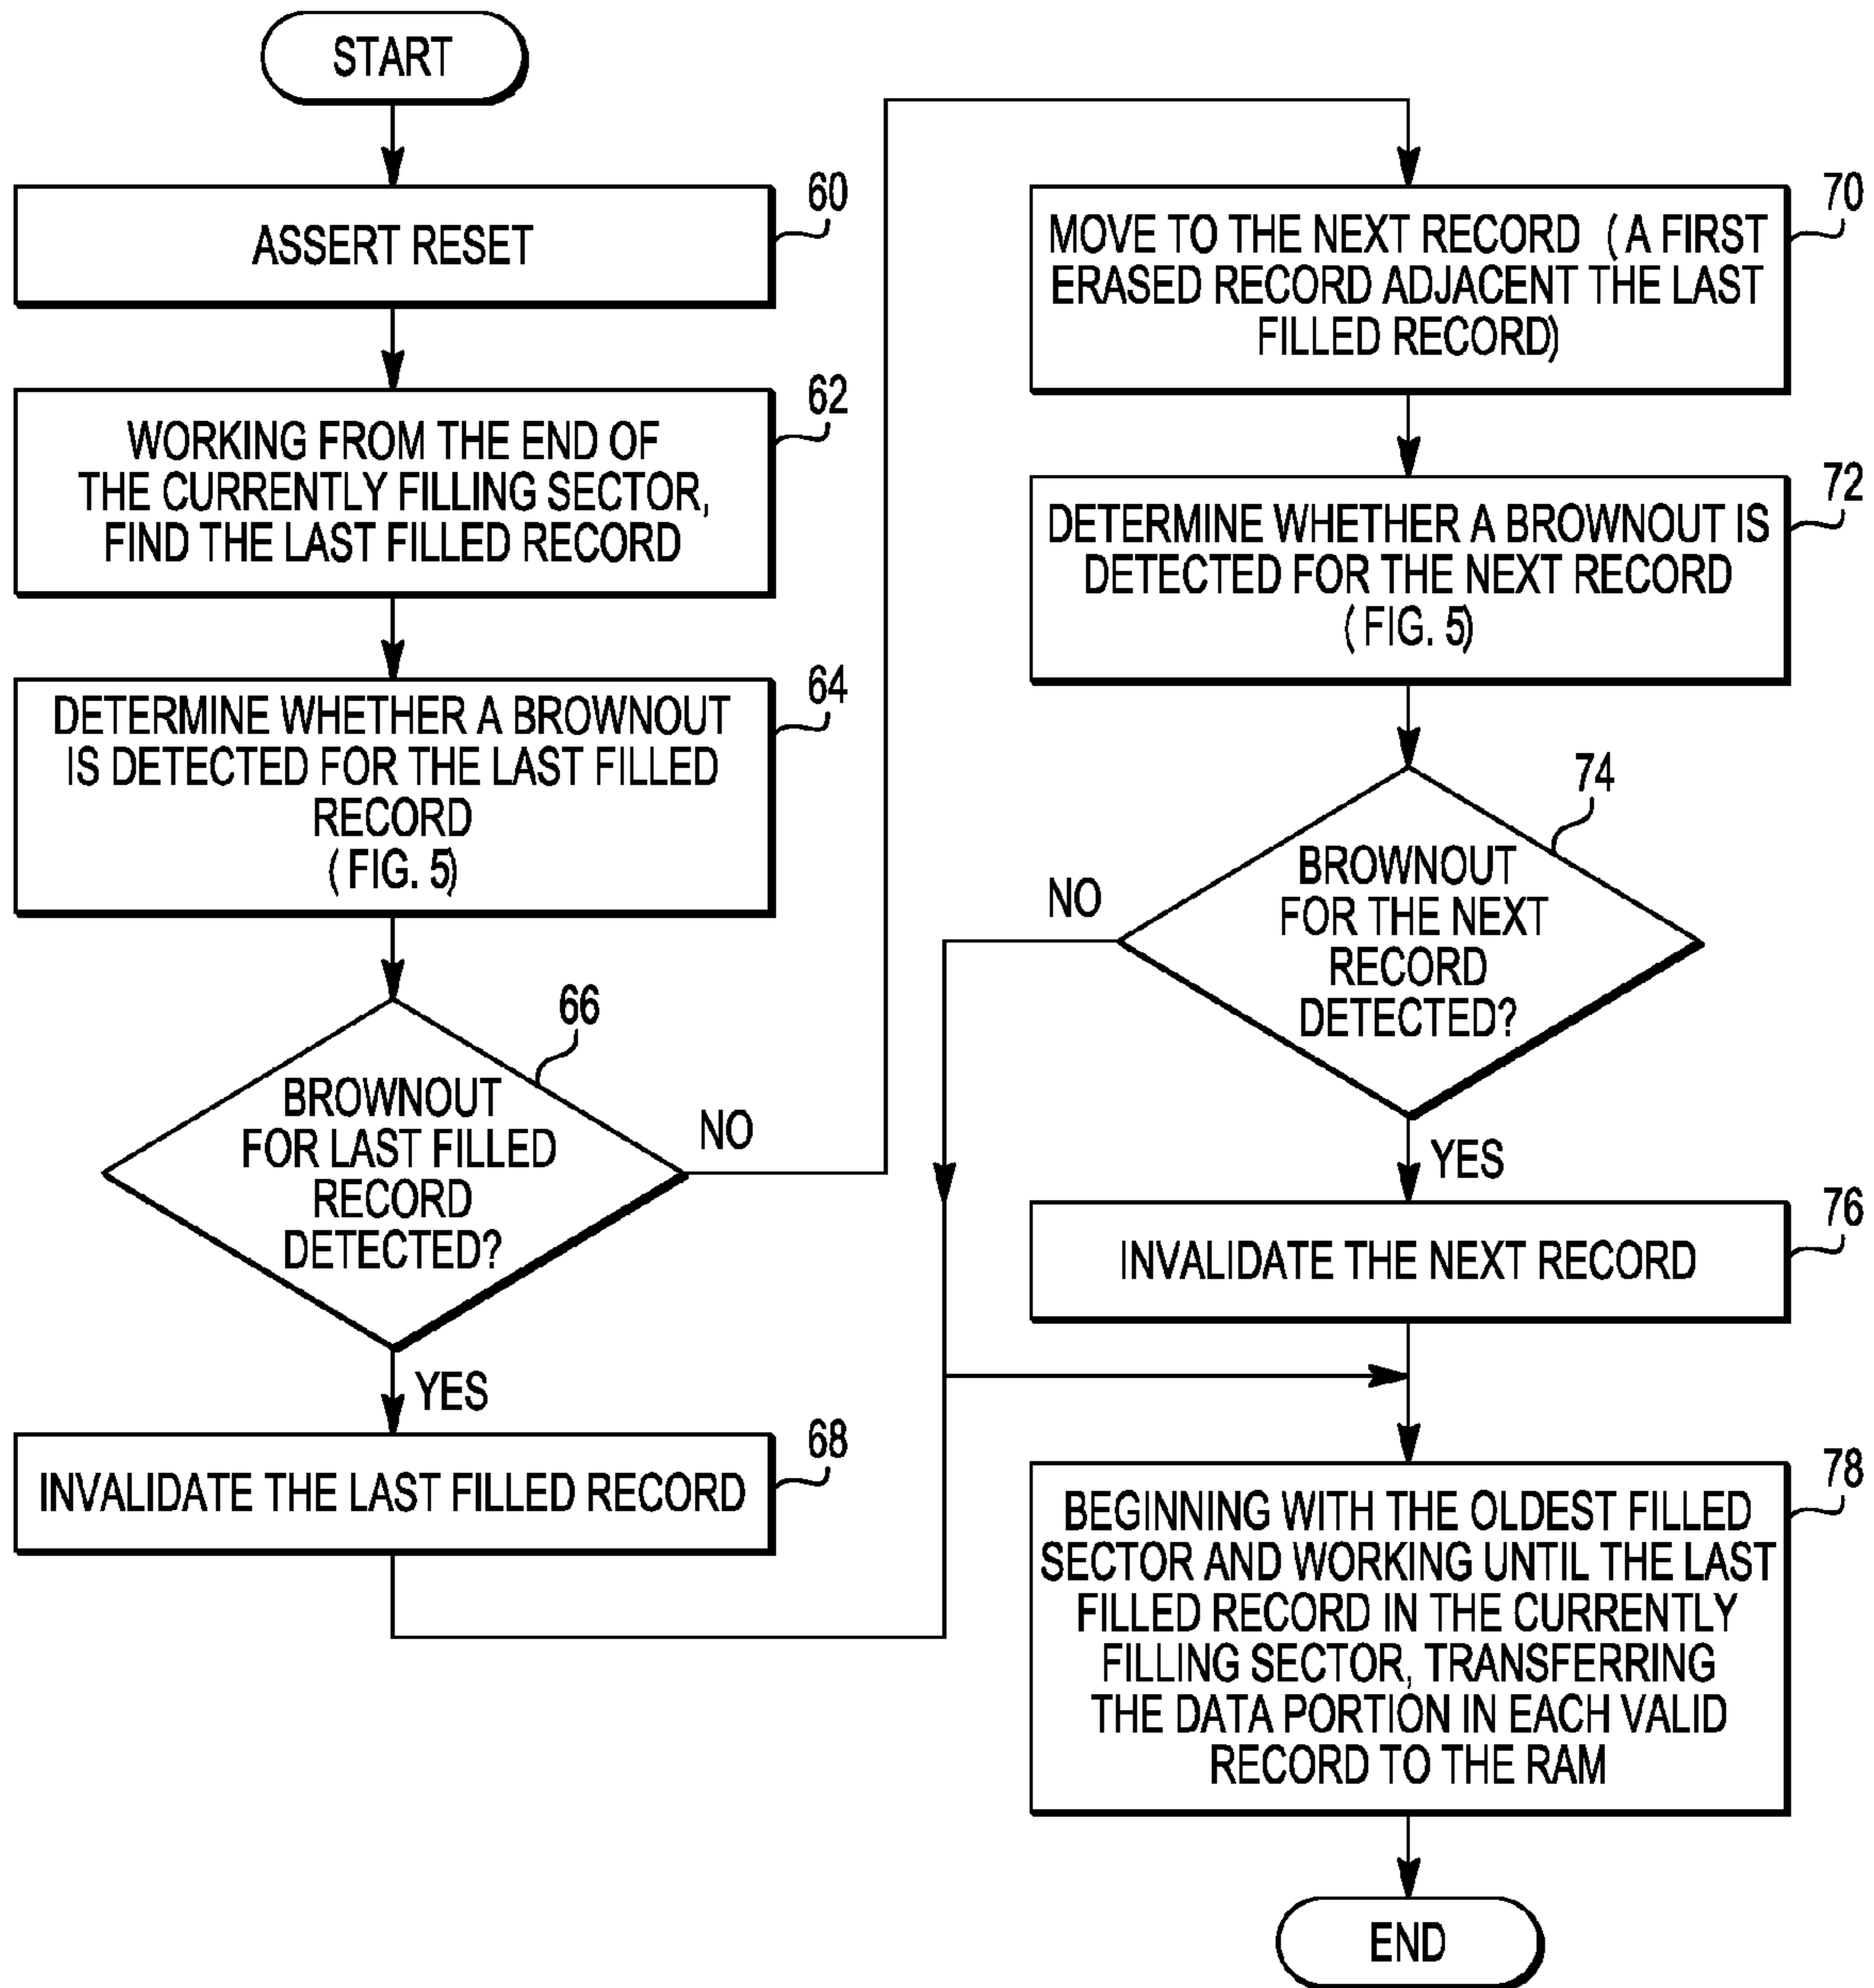 START
60
ASSERT RESET
62
WORKING FROM THE END OF
THE CURRENTLY FILLING SECTOR,
FIND THE LAST FILLED RECORD
64
DETERMINE WHETHER A BROWNOUT
IS DETECTED FOR THE LAST FILLED
RECORD
(FIG. 5)
66
BROWNOUT
FOR LAST FILLED
RECORD
DETECTED?
NO
YES
68
INVALIDATE THE LAST FILLED RECORD
70
MOVE TO THE NEXT RECORD (A FIRST
ERASED RECORD ADJACENT THE LAST
FILLED RECORD)
72
DETERMINE WHETHER A BROWNOUT IS
DETECTED FOR THE NEXT RECORD
(FIG. 5)
74
BROWNOUT
FOR THE NEXT
RECORD
DETECTED?
NO
YES
76
INVALIDATE THE NEXT RECORD
78
BEGINNING WITH THE OLDEST FILLED
SECTOR AND WORKING UNTIL THE LAST
FILLED RECORD IN THE CURRENTLY
FILLING SECTOR, TRANSFERRING
THE DATA PORTION IN EACH VALID
RECORD TO THE RAM
END